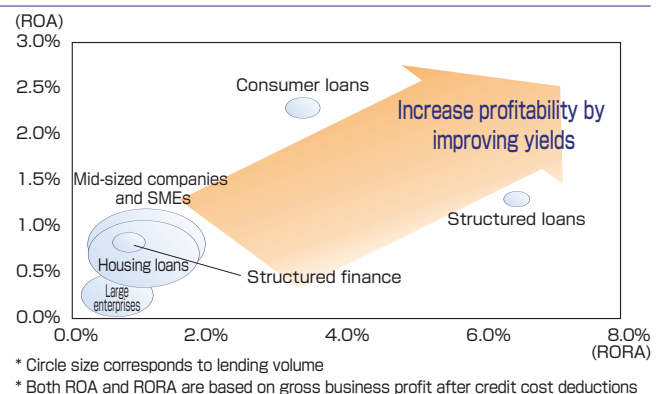 (ROA)
3.0%
2.5%
2.0%
1.5%
1.0%
0.5%
0.0%
Consumer loans
Increase profitability by
improving yields
Mid-sized companies
and SMEs
Structured loans
Housing loans
Structured finance
Large
enterprises
0.0%
2.0%
4.0%
6.0%
8.0%
(RORA)
* Circle size corresponds to lending volume
* Both ROA and RORA are based on gross business profit after credit cost deductions